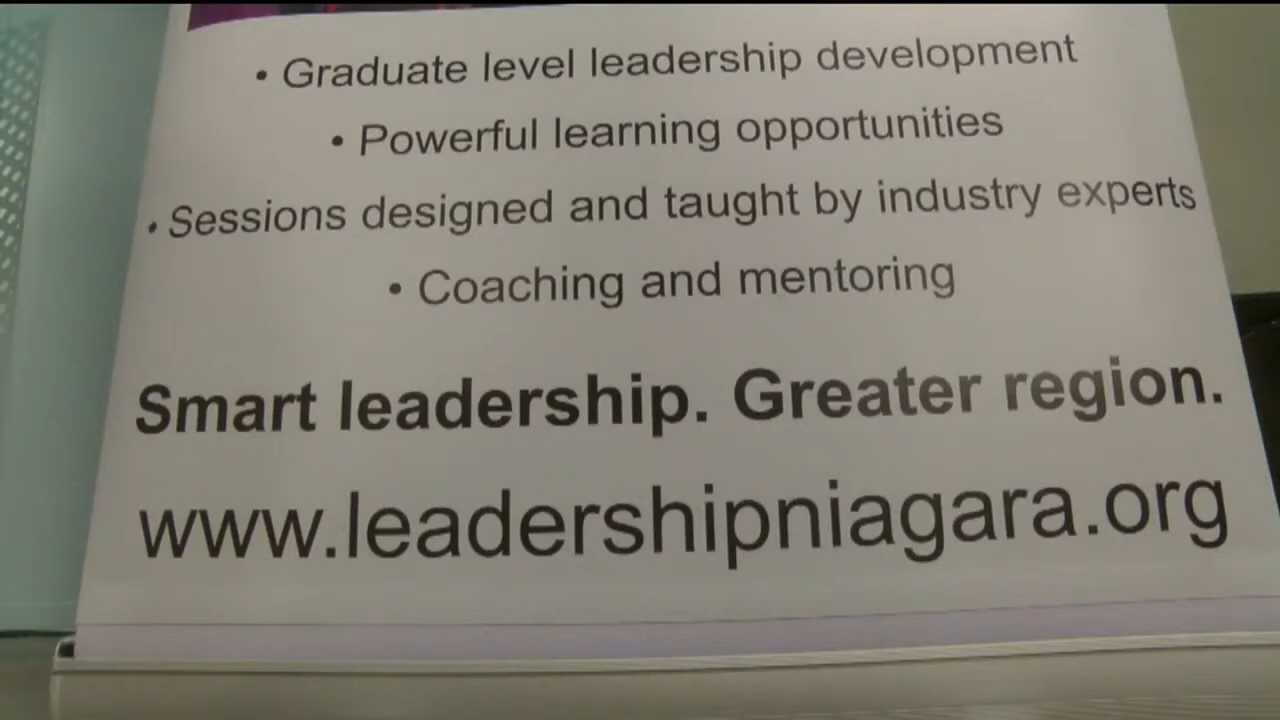 • Graduate level leadership development
• Powerful learning opportunities
• Sessions designed and taught by industry experts
• Coaching and mentoring
Smart leadership. Greater region.
www.leadershipniagara.org